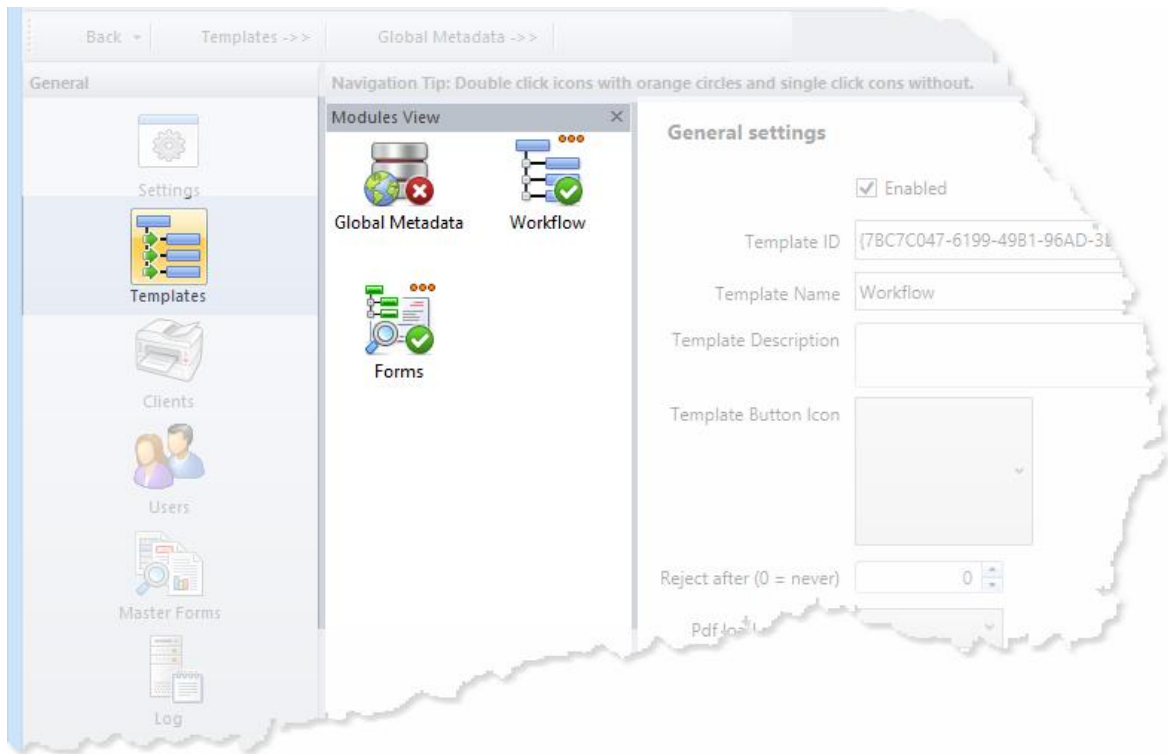 Back
Templates ->>
Global Metadata ->>
General
Navigation Tip: Double click icons with orange circles and single click cons without.
Settings
Templates
Clients
Users
Master Forms
Log
Modules View
Global Metadata
Workflow
Forms
General settings
Enabled
Template ID
{7BC7C047-6199-49B1-96AD-
Template Name
Workflow
Template Description
Template Button Icon
Reject after (0 = never)
0
Pdf